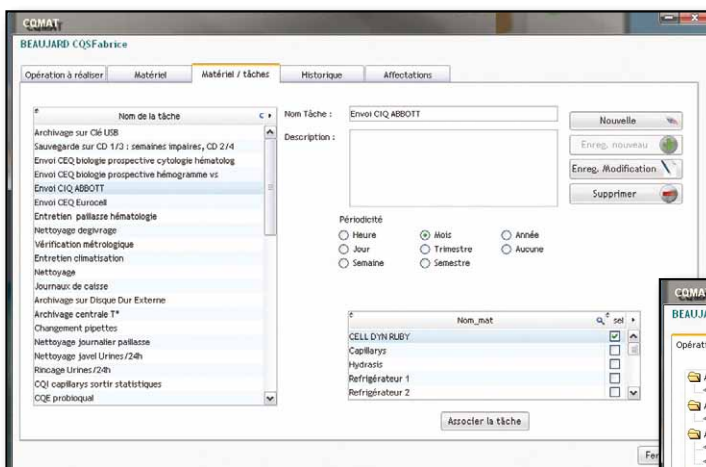 CQMAT
BEAUJARD CQSFabrice
Opération à réaliser
Matériel
Matériel / tâches
Historique
Affectations
Nom de la tâche
Archivage sur Clé USB
Sauvegarde sur CD 1/3 : semaines impaires, CD 2/4
Envoi CEQ biologie prospective cytologie hématolog
Envoi CEQ biologie prospective hémogramme vs
Envoi CIQ ABBOTT
Envoi CEQ Eurocell
Entretien paillasse hématologie
Nettoyage degivrage
Vérification métrologique
Entretien climatisation
Nettoyage
Journaux de caisse
Archivage sur Disque Dur Externe
Archivage centrale T°
Changement pipettes
Nettoyage journalier paillasse
Nettoyage javel Urines/24h
Rincage Urines/24h
CQI capillarys sortir statistiques
CQE probioqual
Nom Tâche :
Envoi CIQ ABBOTT
Description :
Nouvelle
Enreg. nouveau
Enreg. Modification
Supprimer
Périodicité
Heure
Mois
Année
Jour
Trimestre
Aucune
Semaine
Semestre
Nom_mat
sel
CELL DYN RUBY
Capillarys
Hydrasis
Refrigérateur 1
Refrigérateur 2
Associer la tâche
Fer
CQMA
BEAUJA
Opérati